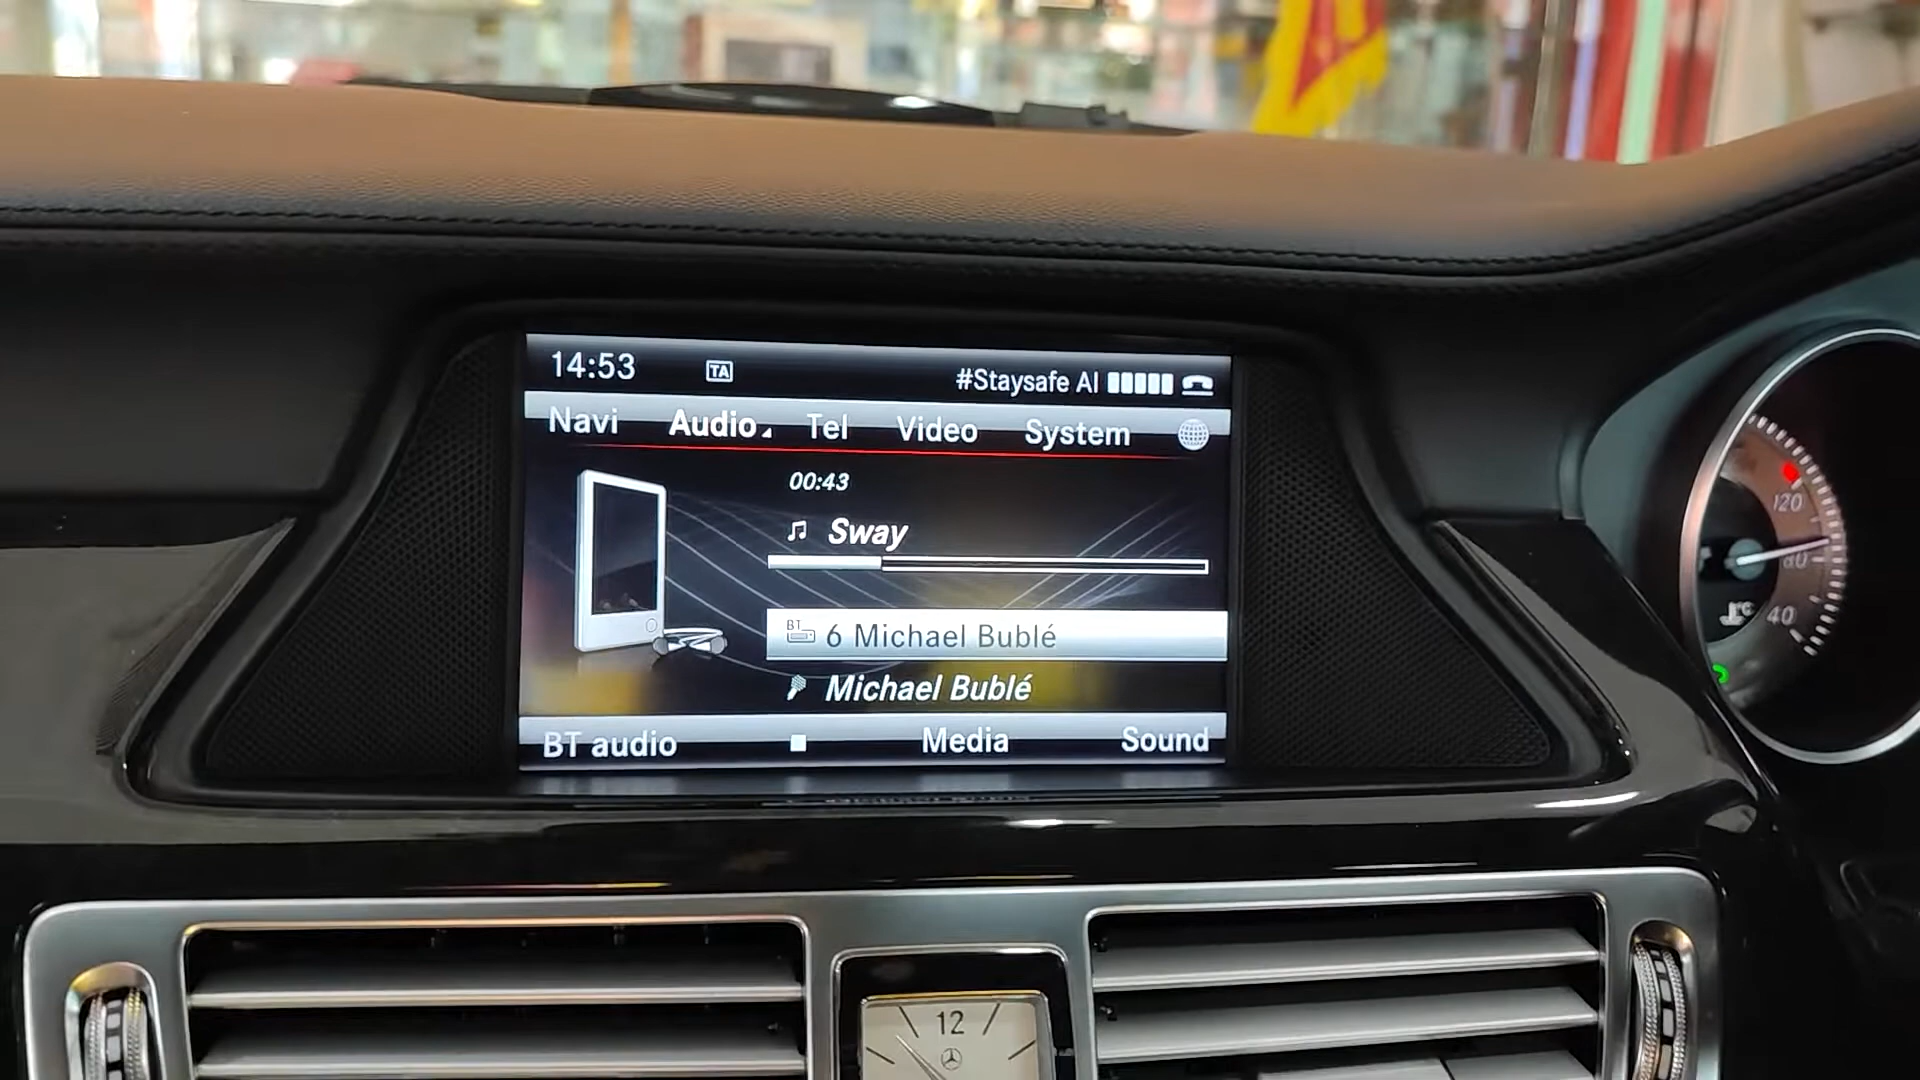 14:53 TA #Staysafe Al
Navi Audio Tel Video System
00:43
Sway
BT 6 Michael Bublé
Michael Bublé
BT audio Media Sound
120
80
°C 40
12